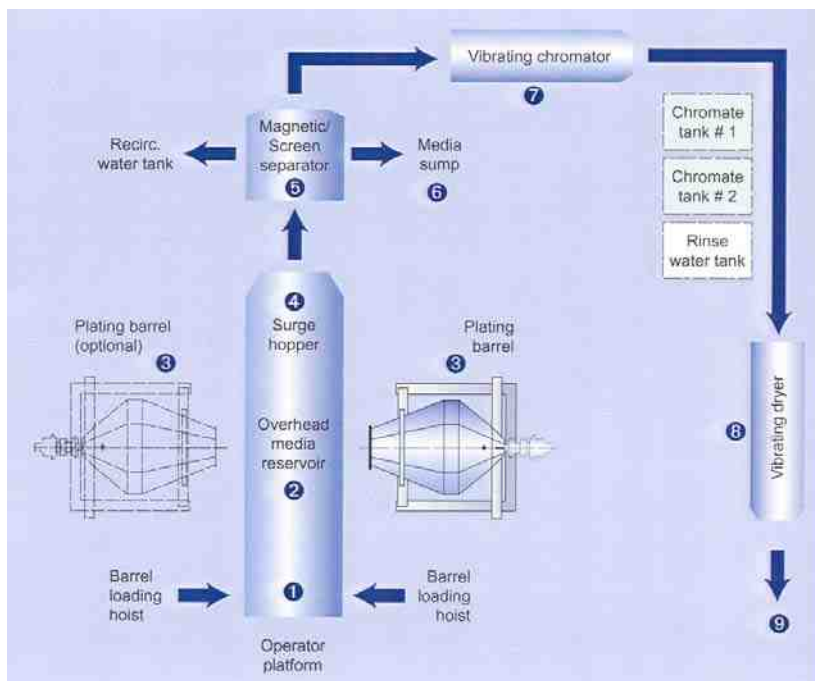 Vibrating chromator
7
Magnetic/
Screen
separator
5
Recirc.
water tank
Media
sump
6
Chromate
tank # 1
Chromate
tank # 2
Rinse
water tank
4
Surge
hopper
Plating barrel
(optional)
3
Plating
barrel
3
Overhead
media
reservoir
2
8
Vibrating dryer
Barrel
loading
hoist
1
Barrel
loading
hoist
Operator
platform
9